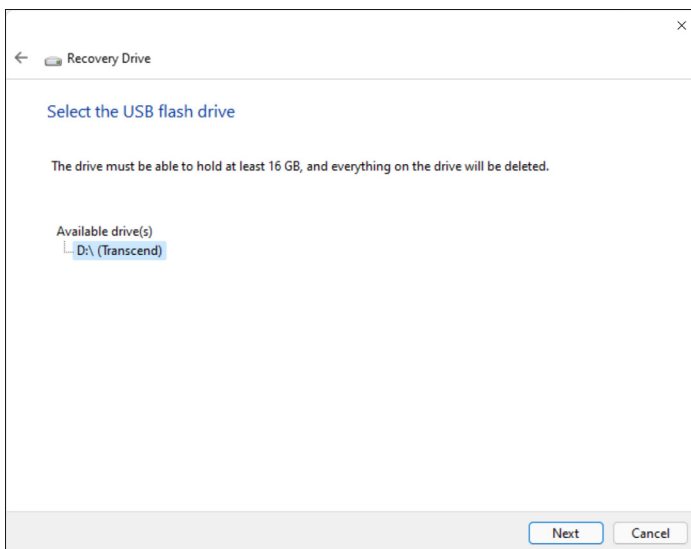 Recovery Drive
Select the USB flash drive
The drive must be able to hold at least 16 GB, and everything on the drive will be deleted.
Available drive(s)
D:\ (Transcend)
Next Cancel